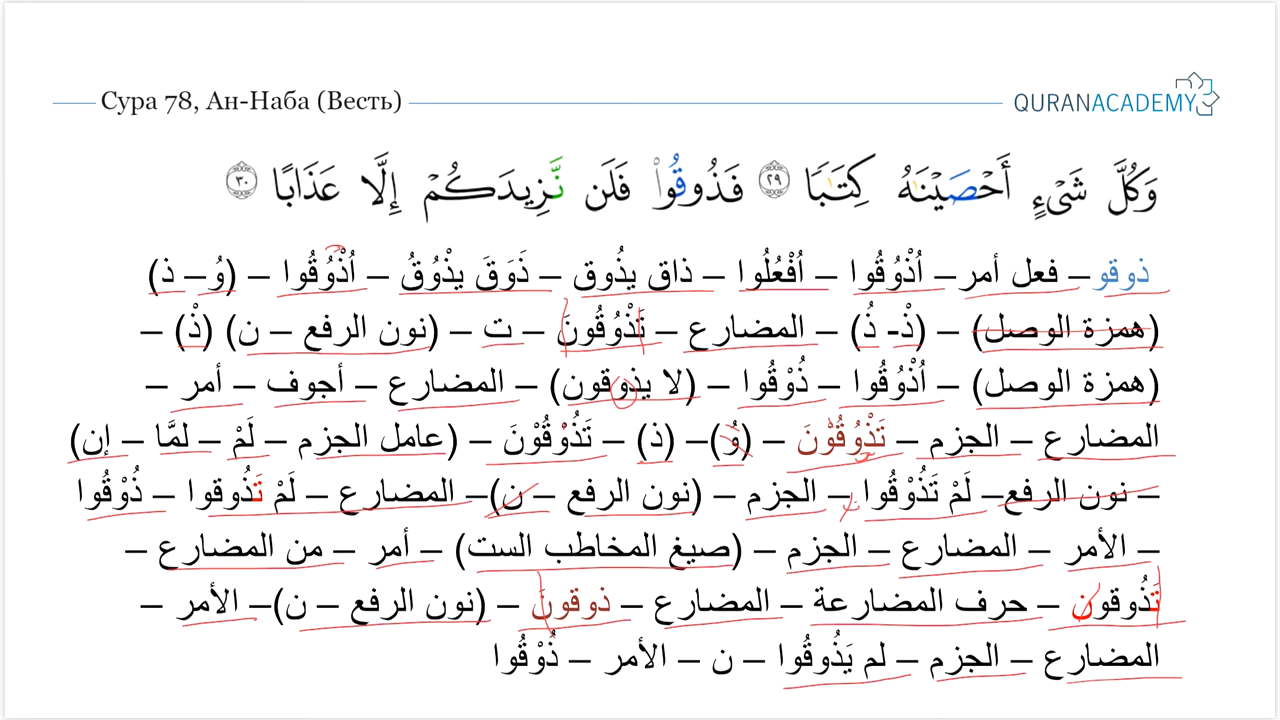 Сура 78, Ан-Наба (Весть)
QURANACADEMY
وَكُلَّ شَىْءٍ أَحْصَيْنَٰهُ كِتَٰبًا ٢٩ فَذُوقُوا۟ فَلَن نَّزِيدَكُمْ إِلَّا عَذَابًا ٣٠
ذوقو – فعل أمر – اُذْوُقُوا – اُفْعُلُوا – ذاق يذُوق – ذَوَقَ يذْوُقُ – اُذْوُقُوا – (وُ – ذ)
(همزة الوصل) – (ذْ- ذُ) – المضارع – تَذْوُقُونَ – ت – (نون الرفع – ن) (ذْ) –
(همزة الوصل) – اُذْوُقُوا – ذُوْقُوا – (لا يذوقون) – المضارع – أجوف – أمر –
المضارع – الجزم – تَذْوُقُوْنَ – (وُ)– (ذ) – تَذُوْقُوْنَ – (عامل الجزم – لَمْ – لمَّا – إن)
– نون الرفع– لَمْ تَذُوْقُوا – الجزم – (نون الرفع – ن)– المضارع – لَمْ تَذُوقوا – ذُوْقُوا
– الأمر – المضارع – الجزم – (صيغ المخاطب الست) – أمر – من المضارع –
تَذُوقون – حرف المضارعة – المضارع – ذوقونَ – (نون الرفع – ن)– الأمر –
المضارع – الجزم – لم يَذُوقُوا – ن – الأمر – ذُوْقُوا